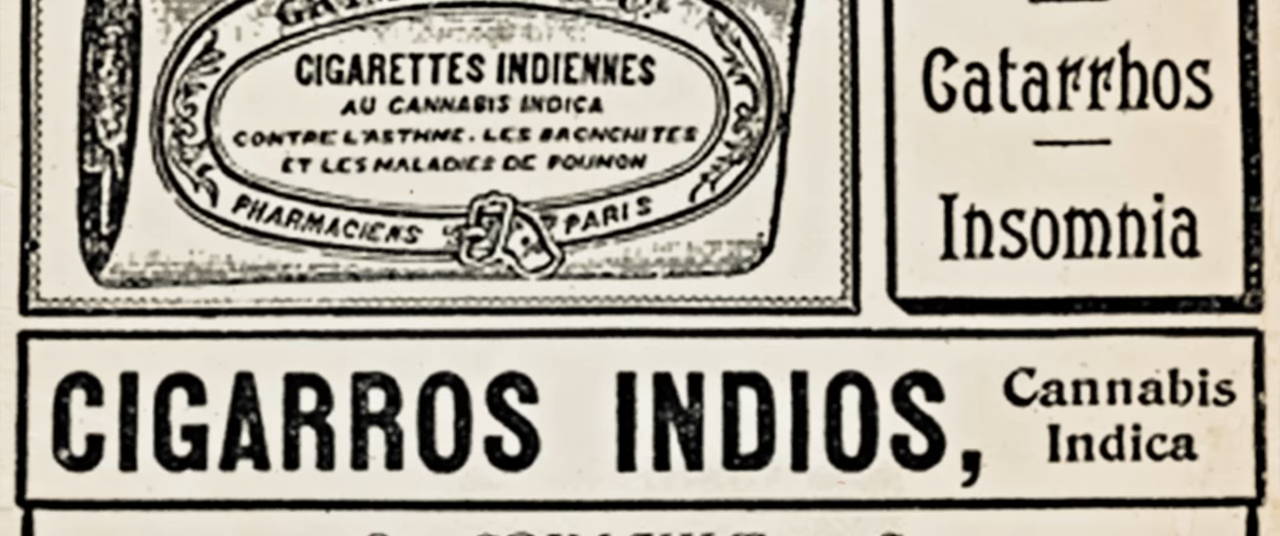 CIGARETTES INDIENNES
AU CANNABIS INDICA
CONTRE L'ASTHME. LES BRONCHITES
ET LES MALADIES DE POUMON
PHARMACIENS PARIS
Catarrhos
Insomnia
CIGARROS INDIOS,
Cannabis
Indica